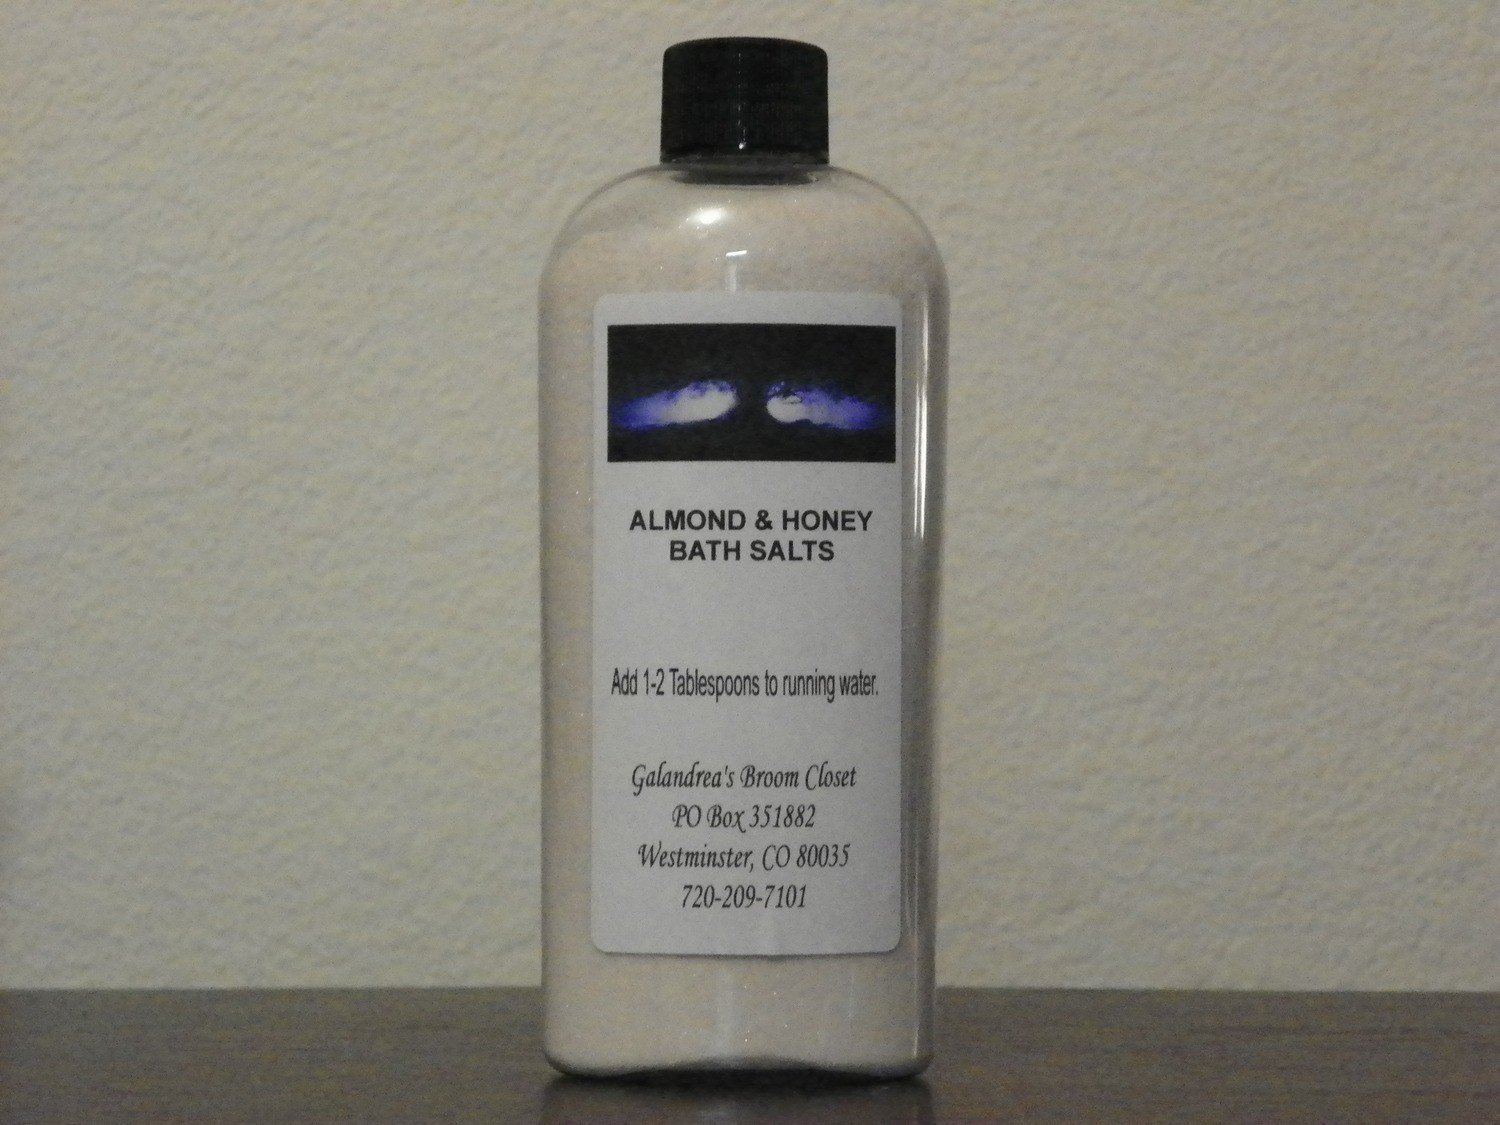 ALMOND & HONEY
BATH SALTS
Add 1-2 Tablespoons to running water.
Galandrea's Broom Closet
PO Box 351882
Westminster, CO 80035
720-209-7101